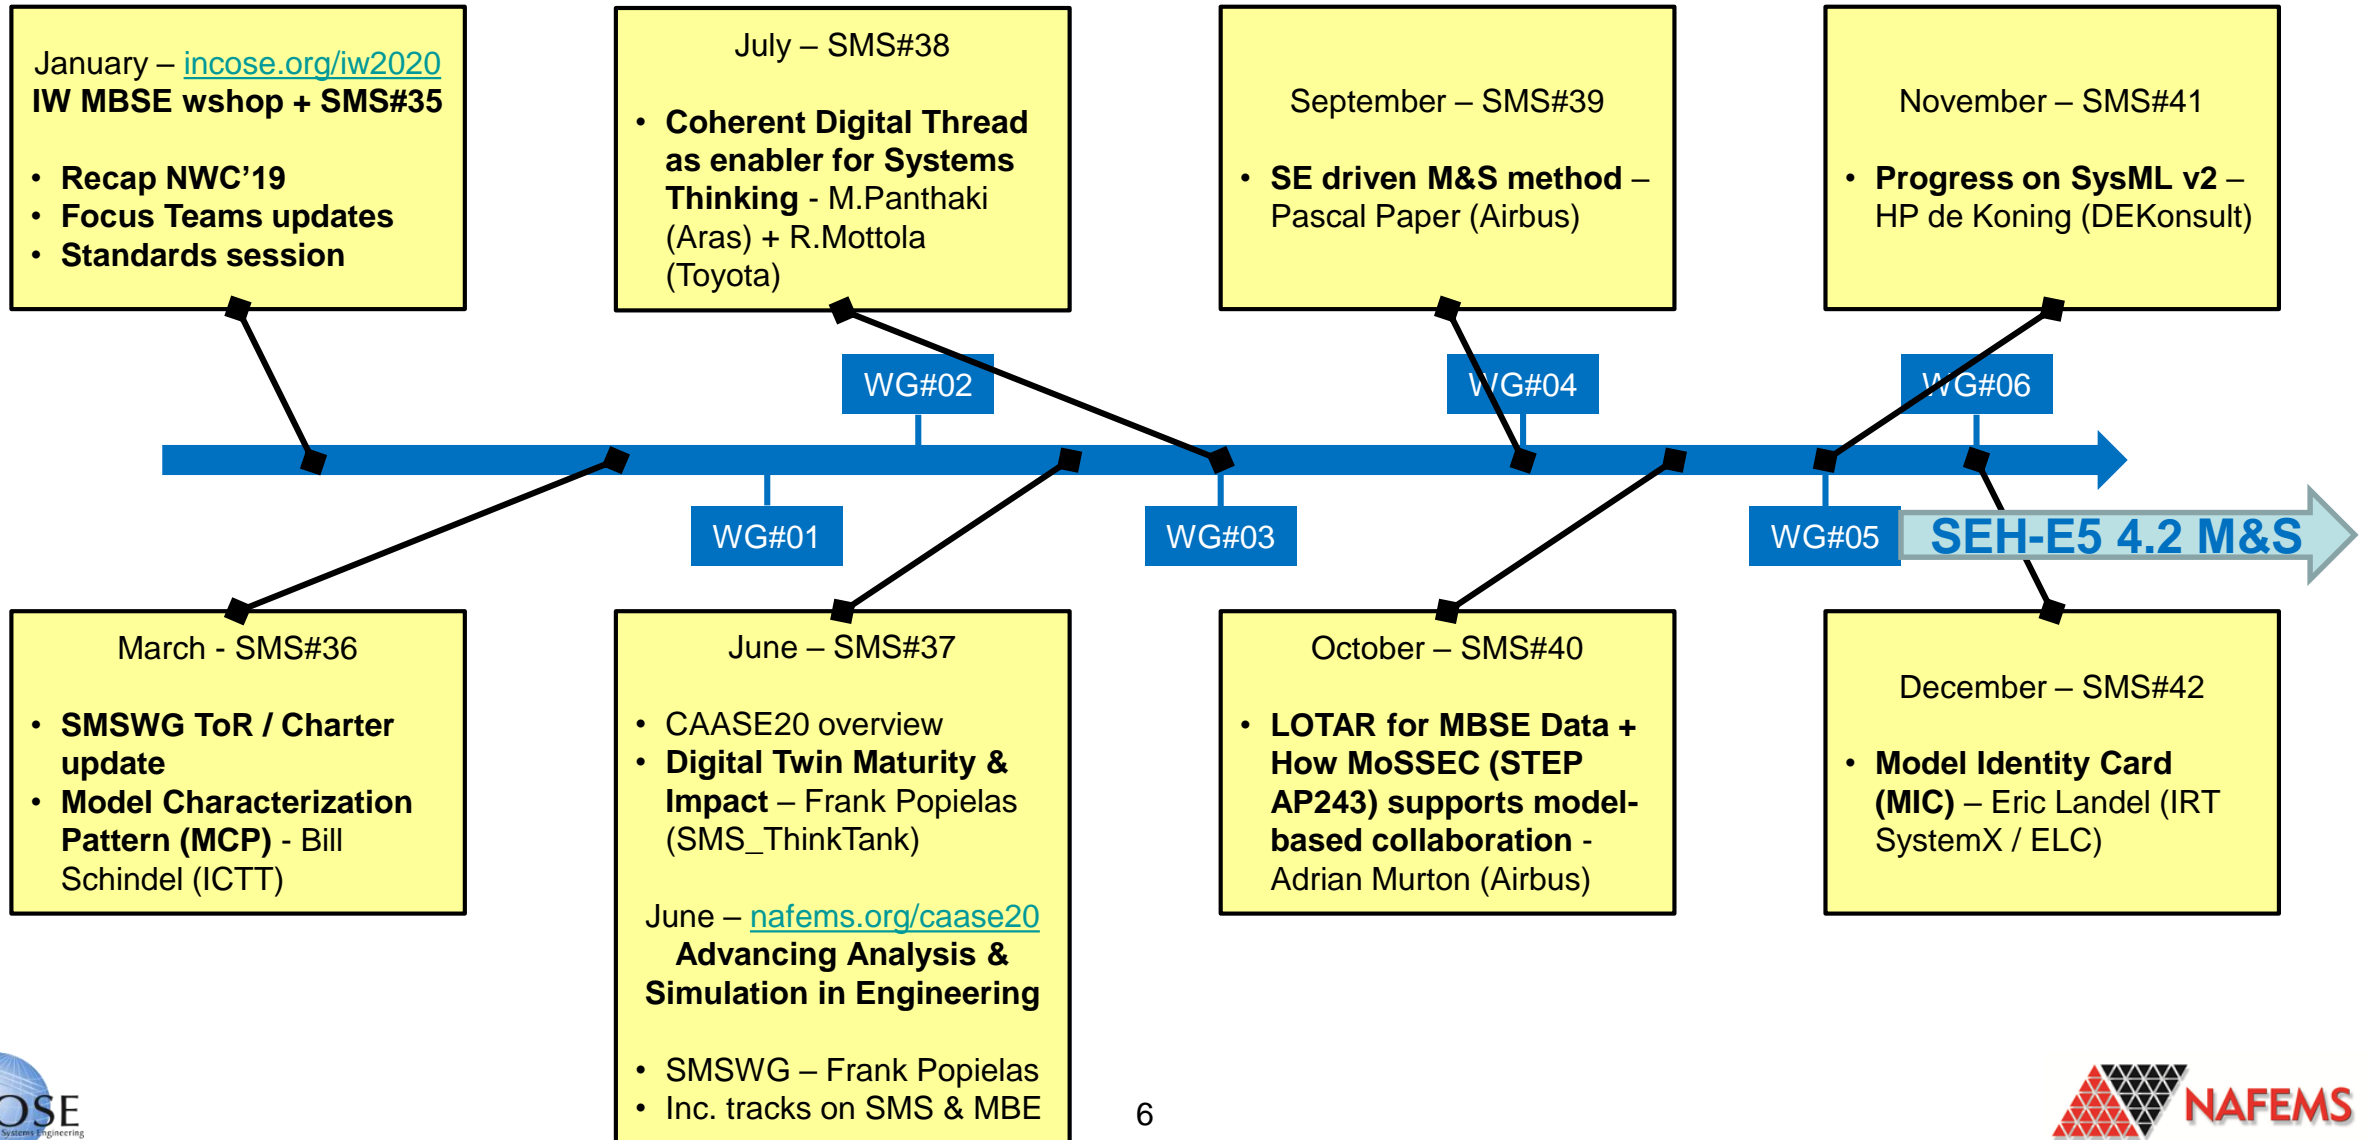 January – incose.org/iw2020
IW MBSE wshop + SMS#35
• Recap NWC’19
• Focus Teams updates
• Standards session
July – SMS#38
• Coherent Digital Thread
as enabler for Systems
Thinking - M.Panthaki
(Aras) + R.Mottola
(Toyota)
September – SMS#39
• SE driven M&S method –
Pascal Paper (Airbus)
November – SMS#41
• Progress on SysML v2 –
HP de Koning (DEKonsult)
WG#02
WG#04
WG#06
WG#01
WG#03
WG#05
SEH-E5 4.2 M&S
March - SMS#36
• SMSWG ToR / Charter
update
• Model Characterization
Pattern (MCP) - Bill
Schindel (ICTT)
June – SMS#37
• CAASE20 overview
• Digital Twin Maturity &
Impact – Frank Popielas
(SMS_ThinkTank)
June – nafems.org/caase20
Advancing Analysis &
Simulation in Engineering
• SMSWG – Frank Popielas
• Inc. tracks on SMS & MBE
October – SMS#40
• LOTAR for MBSE Data +
How MoSSEC (STEP
AP243) supports model-
based collaboration -
Adrian Murton (Airbus)
December – SMS#42
• Model Identity Card
(MIC) – Eric Landel (IRT
SystemX / ELC)
OSE
Systems Engineering
6
NAFEMS